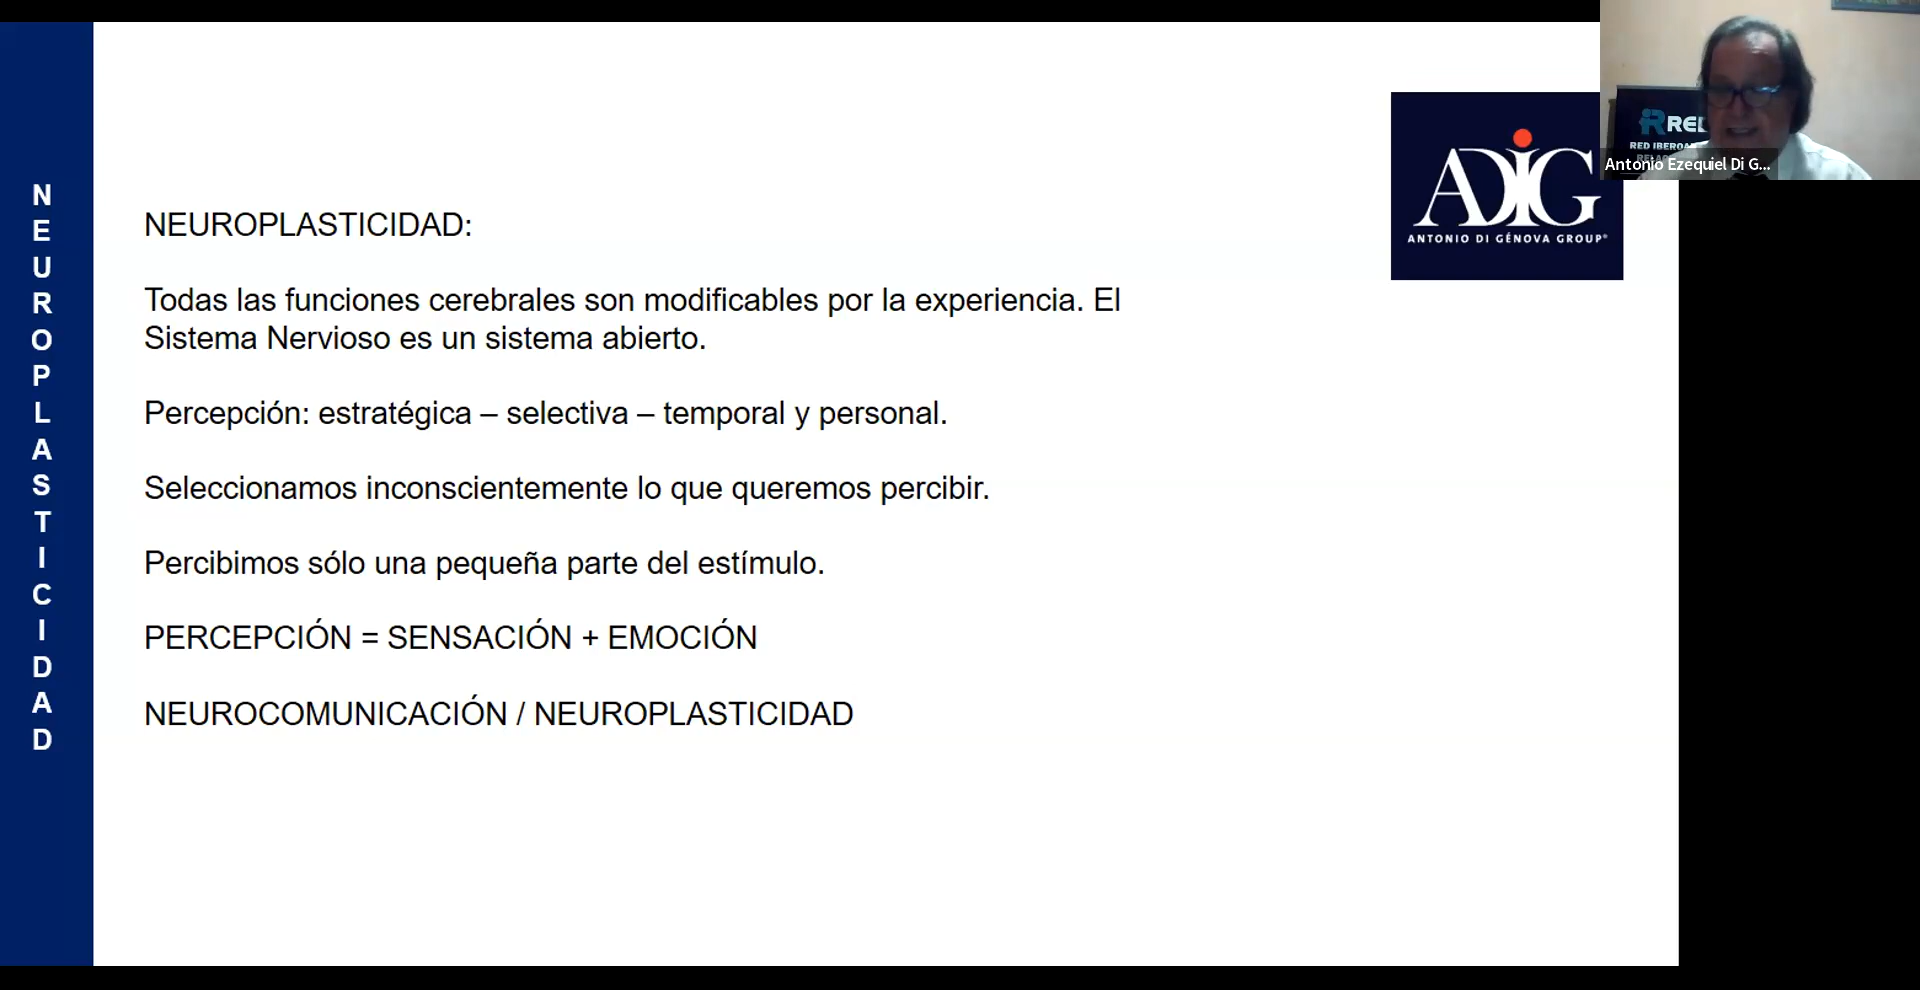 NEUROPLASTICIDAD
NEUROPLASTICIDAD:
Todas las funciones cerebrales son modificables por la experiencia. El
Sistema Nervioso es un sistema abierto.
Percepción: estratégica – selectiva – temporal y personal.
Seleccionamos inconscientemente lo que queremos percibir.
Percibimos sólo una pequeña parte del estímulo.
PERCEPCIÓN = SENSACIÓN + EMOCIÓN
NEUROCOMUNICACIÓN / NEUROPLASTICIDAD
ADIG
ANTONIO DI GÉNOVA GROUP®
RED
Antonio Ezequiel Di G...